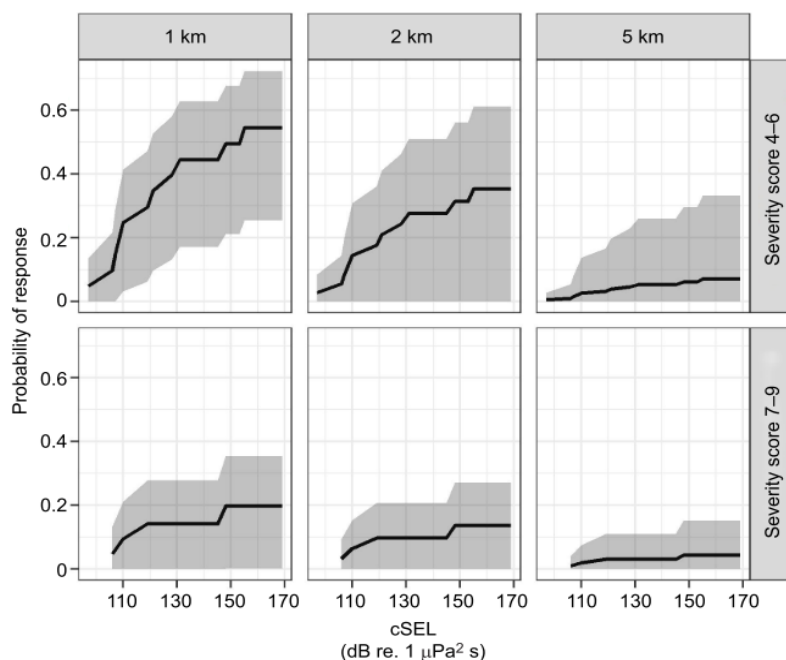 1 km
2 km
5 km
Probability of response
0.6
0.4
0.2
0
Severity score 4–6
0.6
0.4
0.2
0
Severity score 7–9
110
130
150
170
110
130
150
170
110
130
150
170
cSEL
(dB re. 1 μPa² s)